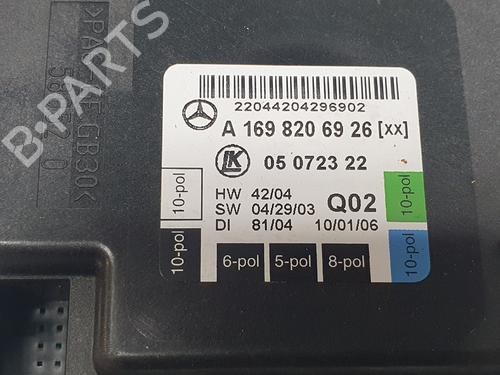 B-PARTS
22044204296902
A 169 820 69 26 [xx]
LK 05 0723 22
HW 42/04
SW 04/29/03 Q02
DI 81/04 10/01/06
10-pol
10-pol
10-pol
10-pol
6-pol 5-pol 8-pol